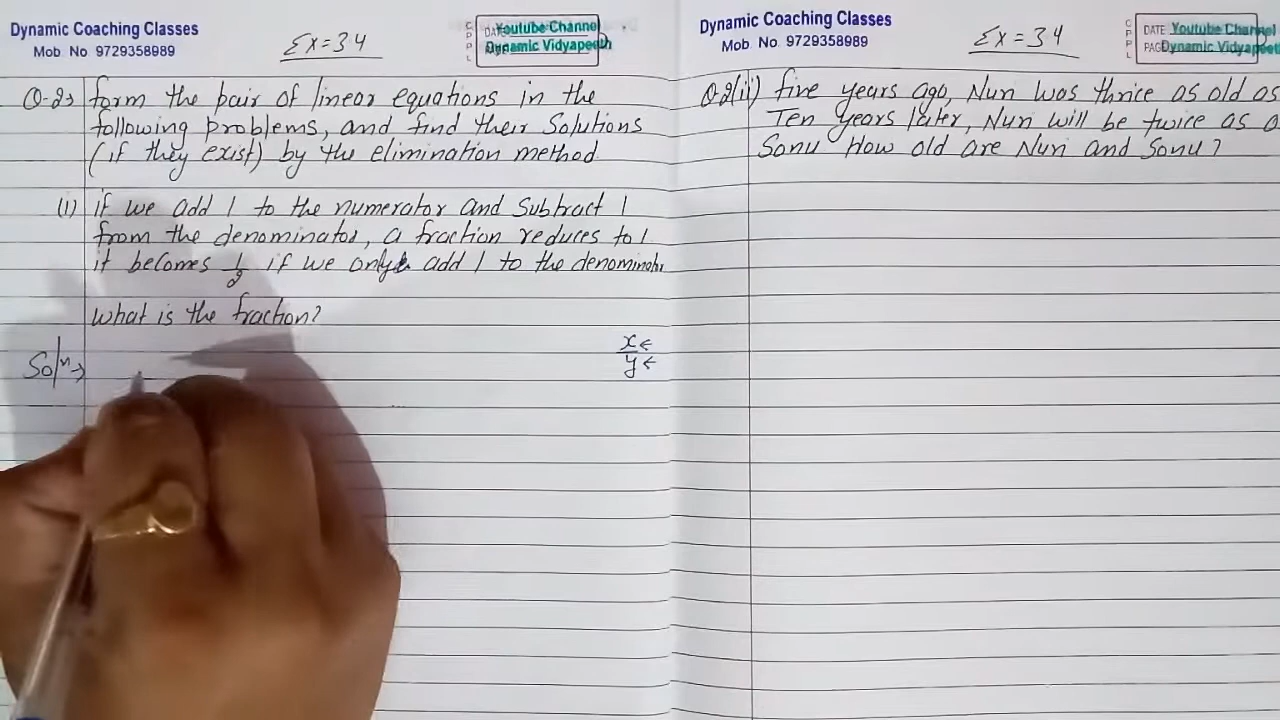 Dynamic Coaching Classes
Mob. No. 9729358989
Ex = 3.4
Youtube Channel
Dynamic Vidyapeeth
Q-2:) form the pair of linear equations in the
following problems, and find their Solutions
(if they exist) by the elimination method
(i) if we add 1 to the numerator and Subtract 1
from the denominator, a fraction reduces to 1.
it becomes 1/2 if we only add 1 to the denominator
What is the fraction?
Sol^n→
x ←
y ←
Dynamic Coaching Classes
Mob. No. 9729358989
Ex = 3.4
DATE Youtube Channel
Dynamic Vidyapeeth
Q.2(ii) five years ago, Nuri was thrice as old as
Ten years later, Nuri will be twice as o
Sonu How old are Nuri and Sonu?